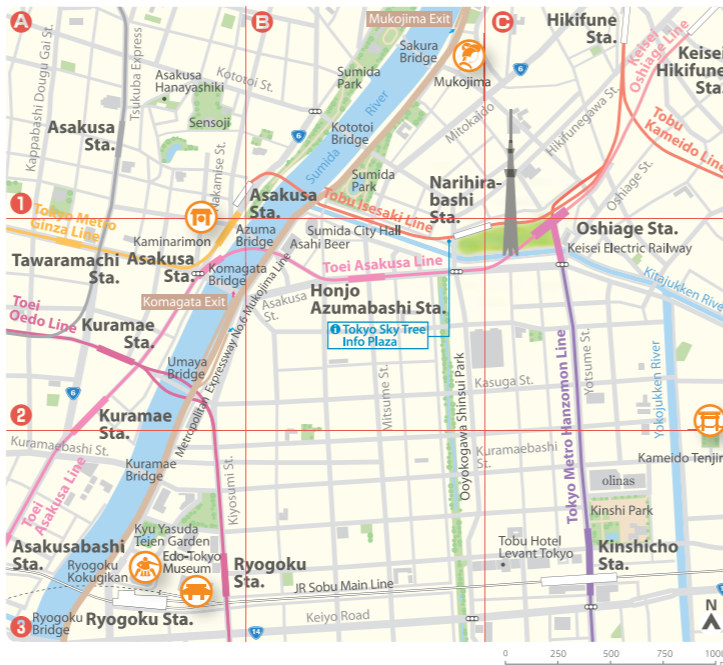 A
B
C
1
2
3
Mukojima Exit
Hikifune
Sta.
Sakura
Bridge
Mukojima
6
Keisei
Oshiage Line
Keisei
Hikifune
Sta.
Kappabashi Dougu Gai St.
Tsukuba Express
Kototoi St.
Asakusa
Hanayashiki
Sumida
Park
Sensoji
Asakusa
Sta.
6
Kototoi
Bridge
Sumida
River
Mitokaido
Hikifunegawa St.
Tobu
Kameido Line
Nakamise St.
Sumida
Park
Oshiage St.
Asakusa
Sta.
Tobu Isesaki Line
Narihira-
bashi
Sta.
Tokyo Metro
Ginza Line
Kaminarimon
Azuma
Bridge
Sumida City Hall
Asahi Beer
Oshiage Sta.
Keisei Electric Railway
Tawaramachi
Sta.
Asakusa
Sta.
Komagata
Bridge
Toei Asakusa Line
Kitajukken River
Komagata Exit
Asakusa
St.
Honjo
Azumabashi Sta.
Toei
Oedo Line
Kuramae
Sta.
i Tokyo Sky Tree
Info Plaza
Metropolitan Expressway No.6 Mukojima Line
Umaya
Bridge
Mitsume St.
Ooyokogawa Shinsui Park
Kasuga St.
Tokyo Metro Hanzomon Line
Yotsume St.
Yokojukken River
6
Kuramae
Sta.
Kuramaebashi St.
Kuramae
Bridge
Kiyosumi St.
Kuramaebashi
St.
Kameido Tenjin
Toei
Asakusa Line
olinas
Kinshi Park
Kyu Yasuda
Teien Garden
Asakusabashi
Sta.
Edo-Tokyo
Museum
Ryogoku
Kokugikan
Ryogoku
Sta.
Tobu Hotel
Levant Tokyo
Kinshicho
Sta.
JR Sobu Main Line
Ryogoku
Bridge
Ryogoku Sta.
Keiyo Road
14
N
0 250 500 750 1000